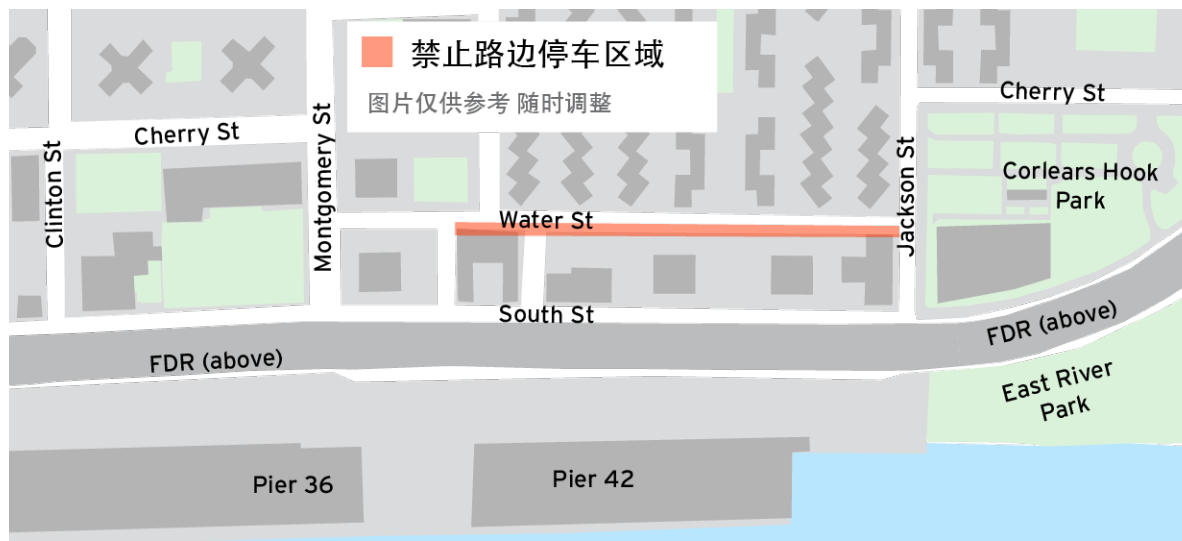 禁止路边停车区域
图片仅供参考 随时调整
Cherry St
Cherry St
Clinton St
Montgomery St
Jackson St
Corlears Hook
Park
Water St
South St
FDR (above)
FDR (above)
East River
Park
Pier 36
Pier 42